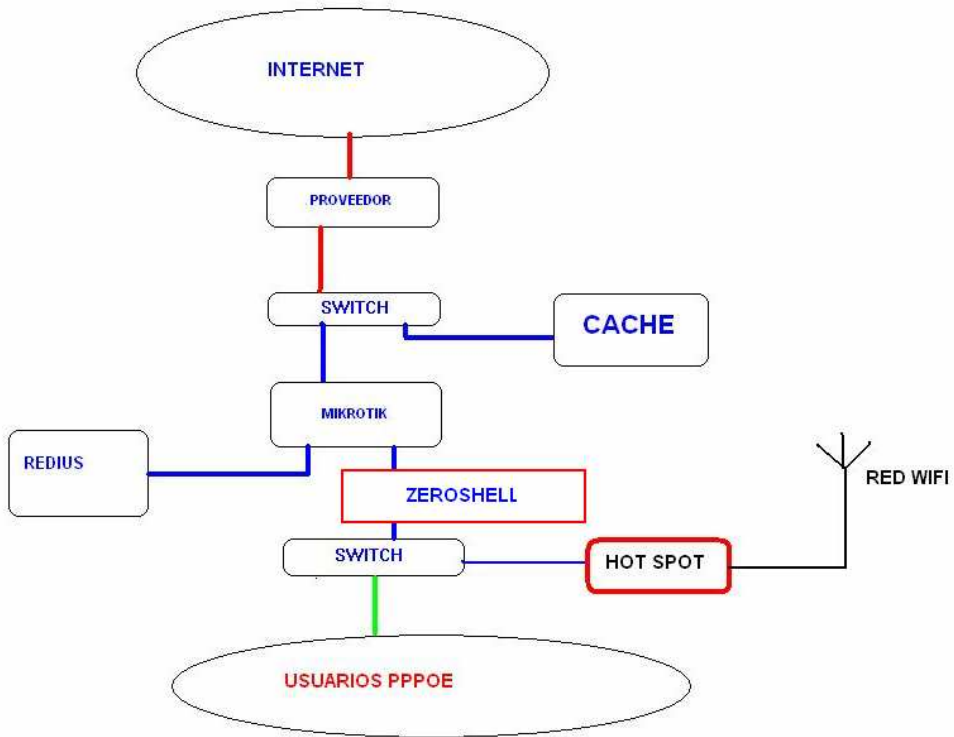 INTERNET
PROVEEDOR
SWITCH
CACHE
MIKROTIK
REDIUS
ZEROSHELL
RED WIFI
SWITCH
HOT SPOT
USUARIOS PPPOE